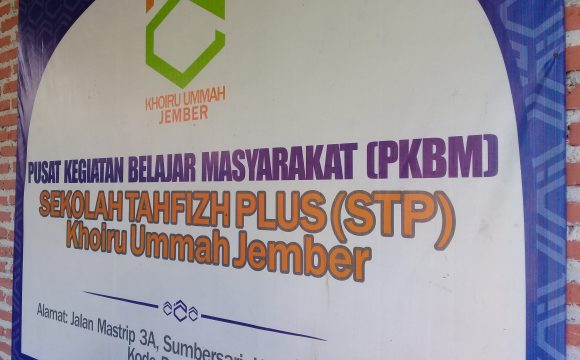 KHOIRU UMMAH
JEMBER
PUSAT KEGIATAN BELAJAR MASYARAKAT (PKBM)
SEKOLAH TAHFIZH PLUS (STP)
Khoiru Ummah Jember
Alamat: Jalan Mastrip 3A, Sumbersari
Kode